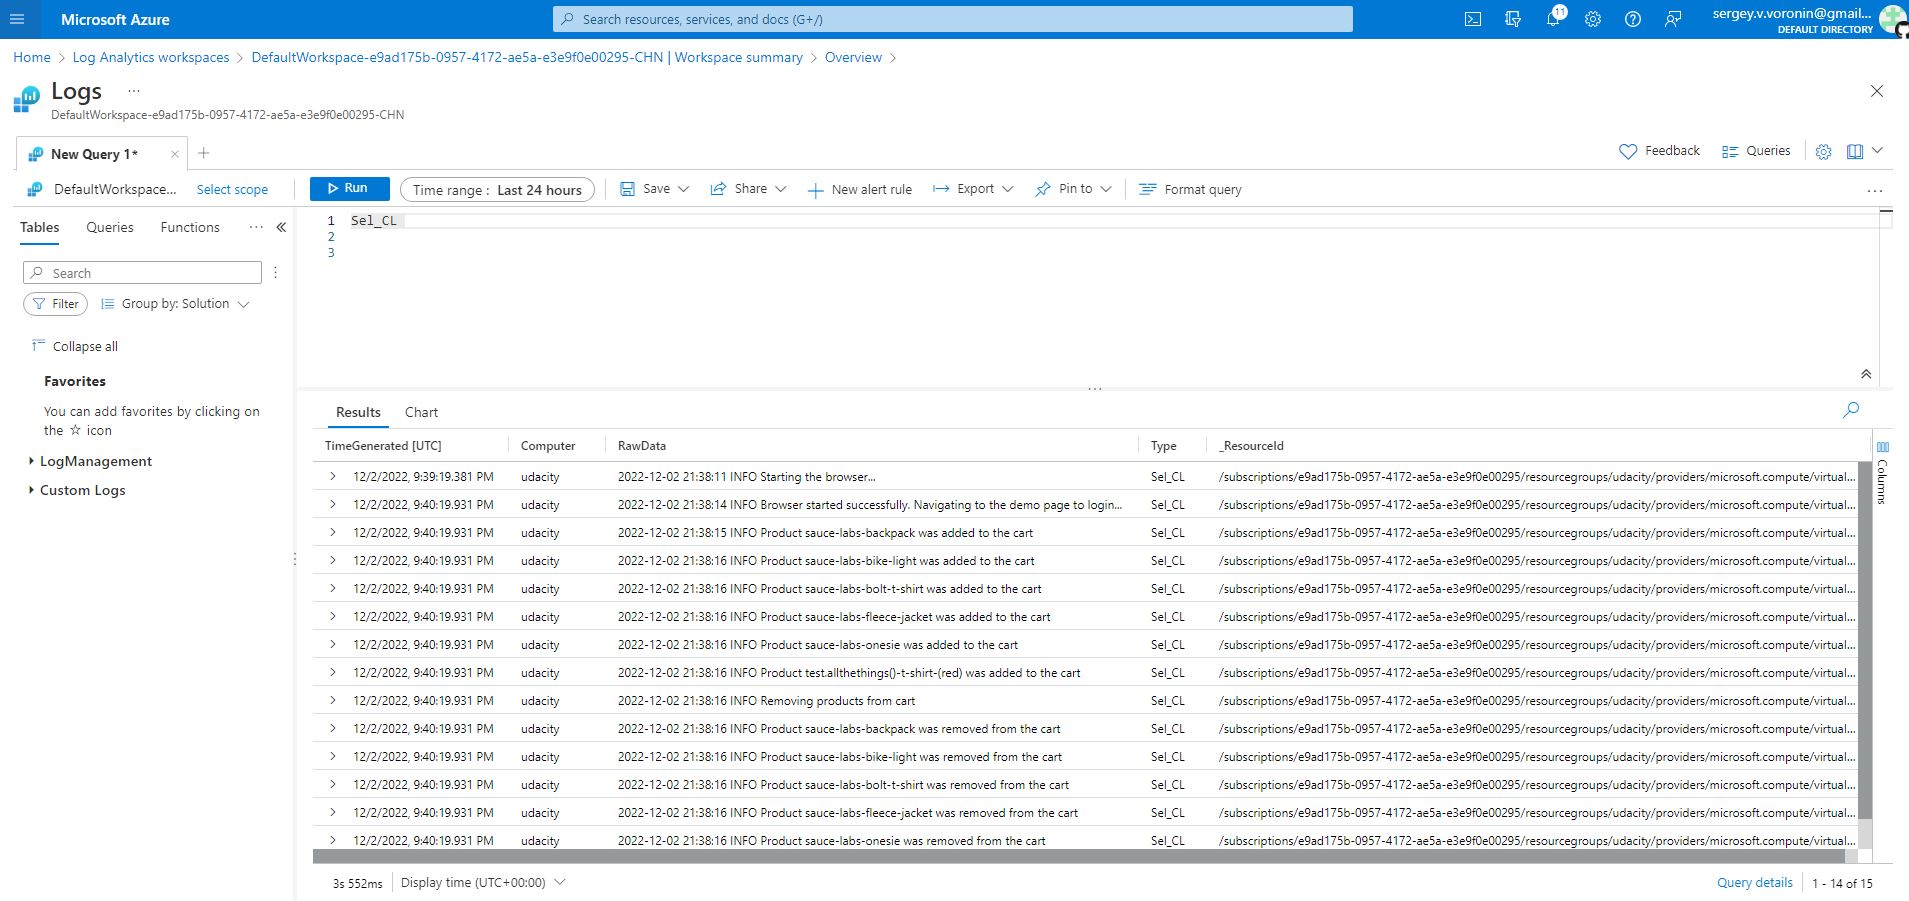 Microsoft Azure
Search resources, services, and docs (G+/)
11
sergey.v.voronin@gmail...
DEFAULT DIRECTORY
Home > Log Analytics workspaces > DefaultWorkspace-e9ad175b-0957-4172-ae5a-e3e9f0e00295-CHN | Workspace summary > Overview >
Logs ...
DefaultWorkspace-e9ad175b-0957-4172-ae5a-e3e9f0e00295-CHN
New Query 1*
Feedback
Queries
DefaultWorkspace...
Select scope
Run
Time range : Last 24 hours
Save
Share
New alert rule
Export
Pin to
Format query
...
Tables
Queries
Functions
...
Search
Filter
Group by: Solution
Collapse all
Favorites
You can add favorites by clicking on
the ☆ icon
LogManagement
Custom Logs
1 Sel_CL
2
3
...
Results
Chart
TimeGenerated [UTC] Computer RawData Type _ResourceId
12/2/2022, 9:39:19.381 PM udacity 2022-12-02 21:38:11 INFO Starting the browser... Sel_CL /subscriptions/e9ad175b-0957-4172-ae5a-e3e9f0e00295/resourcegroups/udacity/providers/microsoft.compute/virtual...
12/2/2022, 9:40:19.931 PM udacity 2022-12-02 21:38:14 INFO Browser started successfully. Navigating to the demo page to login... Sel_CL /subscriptions/e9ad175b-0957-4172-ae5a-e3e9f0e00295/resourcegroups/udacity/providers/microsoft.compute/virtual...
12/2/2022, 9:40:19.931 PM udacity 2022-12-02 21:38:15 INFO Product sauce-labs-backpack was added to the cart Sel_CL /subscriptions/e9ad175b-0957-4172-ae5a-e3e9f0e00295/resourcegroups/udacity/providers/microsoft.compute/virtual...
12/2/2022, 9:40:19.931 PM udacity 2022-12-02 21:38:16 INFO Product sauce-labs-bike-light was added to the cart Sel_CL /subscriptions/e9ad175b-0957-4172-ae5a-e3e9f0e00295/resourcegroups/udacity/providers/microsoft.compute/virtual...
12/2/2022, 9:40:19.931 PM udacity 2022-12-02 21:38:16 INFO Product sauce-labs-bolt-t-shirt was added to the cart Sel_CL /subscriptions/e9ad175b-0957-4172-ae5a-e3e9f0e00295/resourcegroups/udacity/providers/microsoft.compute/virtual...
12/2/2022, 9:40:19.931 PM udacity 2022-12-02 21:38:16 INFO Product sauce-labs-fleece-jacket was added to the cart Sel_CL /subscriptions/e9ad175b-0957-4172-ae5a-e3e9f0e00295/resourcegroups/udacity/providers/microsoft.compute/virtual...
12/2/2022, 9:40:19.931 PM udacity 2022-12-02 21:38:16 INFO Product sauce-labs-onesie was added to the cart Sel_CL /subscriptions/e9ad175b-0957-4172-ae5a-e3e9f0e00295/resourcegroups/udacity/providers/microsoft.compute/virtual...
12/2/2022, 9:40:19.931 PM udacity 2022-12-02 21:38:16 INFO Product test.allthethings()-t-shirt-(red) was added to the cart Sel_CL /subscriptions/e9ad175b-0957-4172-ae5a-e3e9f0e00295/resourcegroups/udacity/providers/microsoft.compute/virtual...
12/2/2022, 9:40:19.931 PM udacity 2022-12-02 21:38:16 INFO Removing products from cart Sel_CL /subscriptions/e9ad175b-0957-4172-ae5a-e3e9f0e00295/resourcegroups/udacity/providers/microsoft.compute/virtual...
12/2/2022, 9:40:19.931 PM udacity 2022-12-02 21:38:16 INFO Product sauce-labs-backpack was removed from the cart Sel_CL /subscriptions/e9ad175b-0957-4172-ae5a-e3e9f0e00295/resourcegroups/udacity/providers/microsoft.compute/virtual...
12/2/2022, 9:40:19.931 PM udacity 2022-12-02 21:38:16 INFO Product sauce-labs-bike-light was removed from the cart Sel_CL /subscriptions/e9ad175b-0957-4172-ae5a-e3e9f0e00295/resourcegroups/udacity/providers/microsoft.compute/virtual...
12/2/2022, 9:40:19.931 PM udacity 2022-12-02 21:38:16 INFO Product sauce-labs-bolt-t-shirt was removed from the cart Sel_CL /subscriptions/e9ad175b-0957-4172-ae5a-e3e9f0e00295/resourcegroups/udacity/providers/microsoft.compute/virtual...
12/2/2022, 9:40:19.931 PM udacity 2022-12-02 21:38:16 INFO Product sauce-labs-fleece-jacket was removed from the cart Sel_CL /subscriptions/e9ad175b-0957-4172-ae5a-e3e9f0e00295/resourcegroups/udacity/providers/microsoft.compute/virtual...
12/2/2022, 9:40:19.931 PM udacity 2022-12-02 21:38:16 INFO Product sauce-labs-onesie was removed from the cart Sel_CL /subscriptions/e9ad175b-0957-4172-ae5a-e3e9f0e00295/resourcegroups/udacity/providers/microsoft.compute/virtual...
Columns
3s 552ms
Display time (UTC+00:00)
Query details
1 - 14 of 15